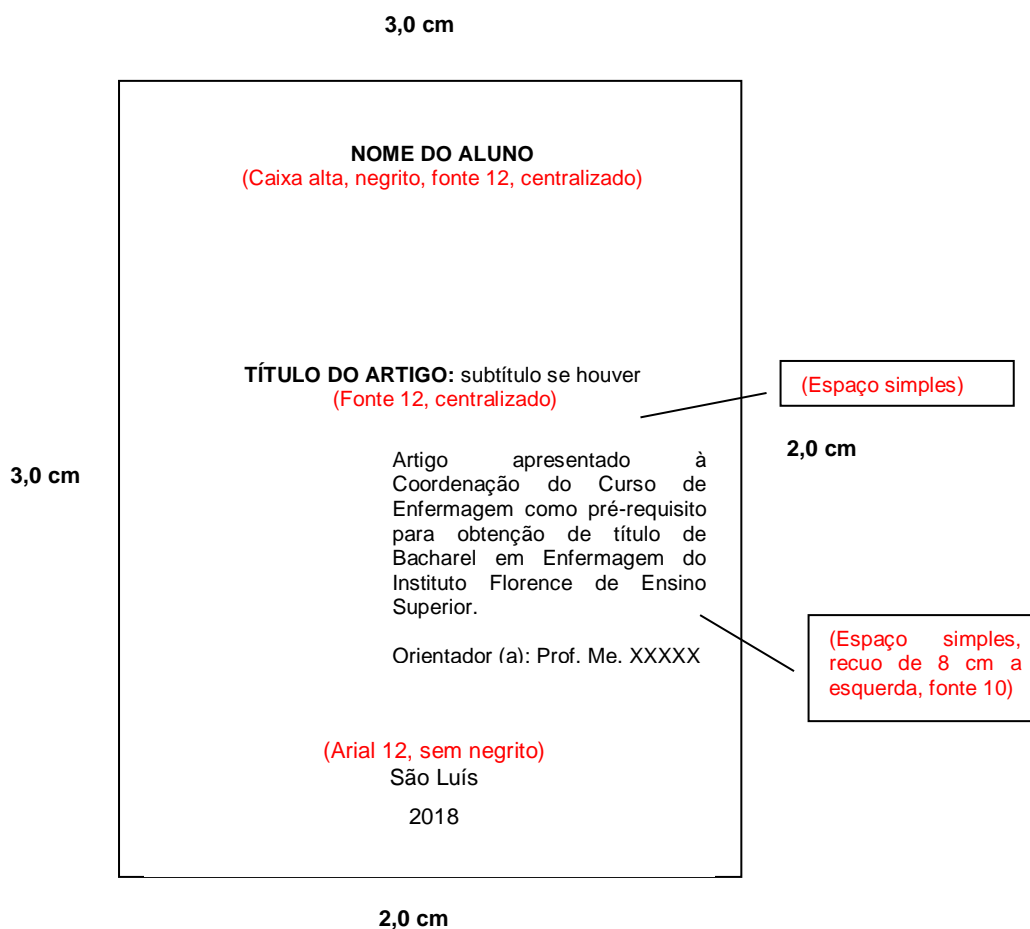 3,0 cm
NOME DO ALUNO
(Caixa alta, negrito, fonte 12, centralizado)
TÍTULO DO ARTIGO: subtítulo se houver
(Fonte 12, centralizado)
(Espaço simples)
2,0 cm
3,0 cm
Artigo apresentado à
Coordenação do Curso de
Enfermagem como pré-requisito
para obtenção de título de
Bacharel em Enfermagem do
Instituto Florence de Ensino
Superior.
Orientador (a): Prof. Me. XXXXX
(Espaço simples,
recuo de 8 cm a
esquerda, fonte 10)
(Arial 12, sem negrito)
São Luís
2018
2,0 cm